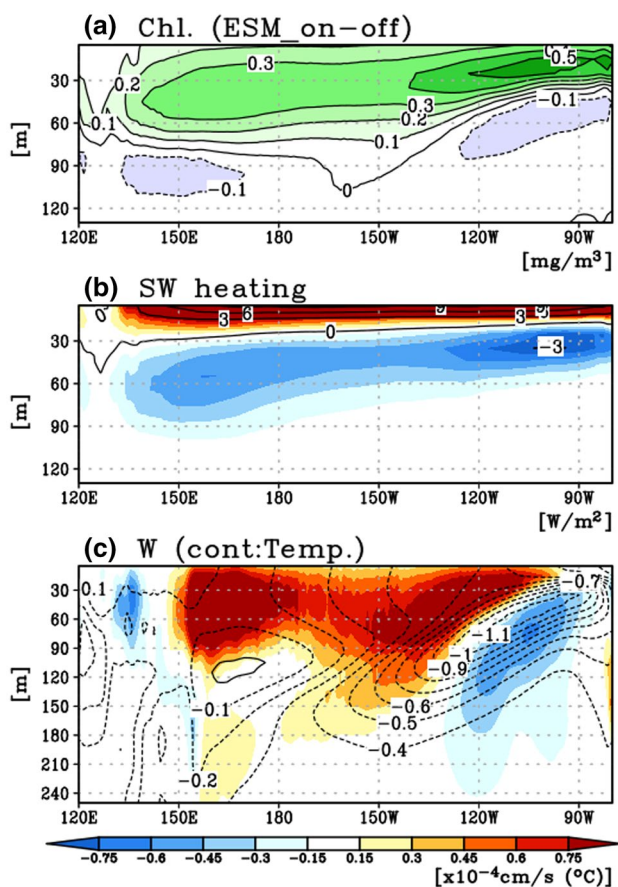 (a) Chl. (ESM_on-off)
0.5
0.3
0.2
0.3
0.2
0.1
0.1
-0.1
-0.1
0
[m]
30
60
90
120
120E 150E 180 150W 120W 90W
[mg/m³]
(b) SW heating
0 3 6 9 3 5
0
-3
[m]
30
60
90
120
120E 150E 180 150W 120W 90W
[W/m²]
(c) W (cont:Temp.)
0.1
-0.7
-1.1
-1
-0.9
-0.6
-0.5
-0.4
-0.1
-0.2
[m]
30
60
90
120
150
180
210
240
120E 150E 180 150W 120W 90W
-0.75 -0.6 -0.45 -0.3 -0.15 0.15 0.3 0.45 0.6 0.75
[x10⁻⁴cm/s (°C)]